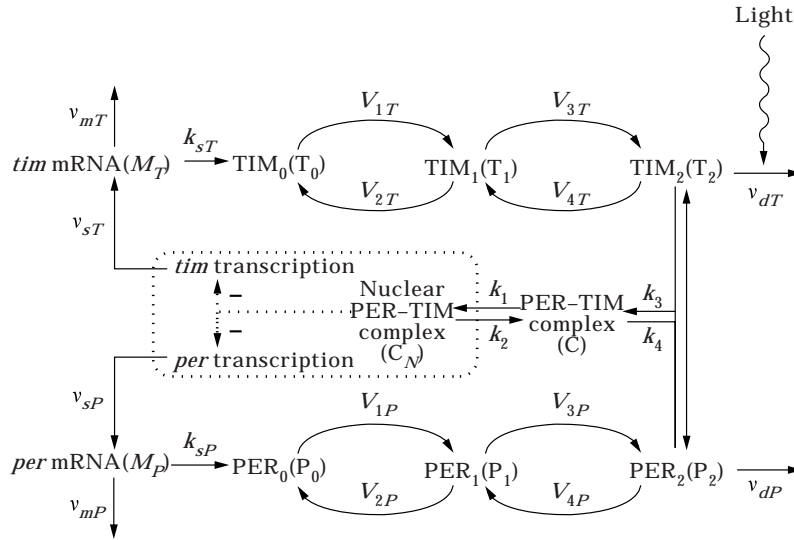 Light
V1T
V3T
vmT
ksT
tim mRNA(MT)
TIM0(T0)
TIM1(T1)
TIM2(T2)
V2T
V4T
vdT
vsT
tim transcription
–
Nuclear
PER–TIM
complex
(CN)
k1
k2
PER–TIM
complex
(C)
k3
k4
–
per transcription
vsP
V1P
V3P
ksP
per mRNA(MP)
PER0(P0)
PER1(P1)
PER2(P2)
V2P
V4P
vdP
vmP